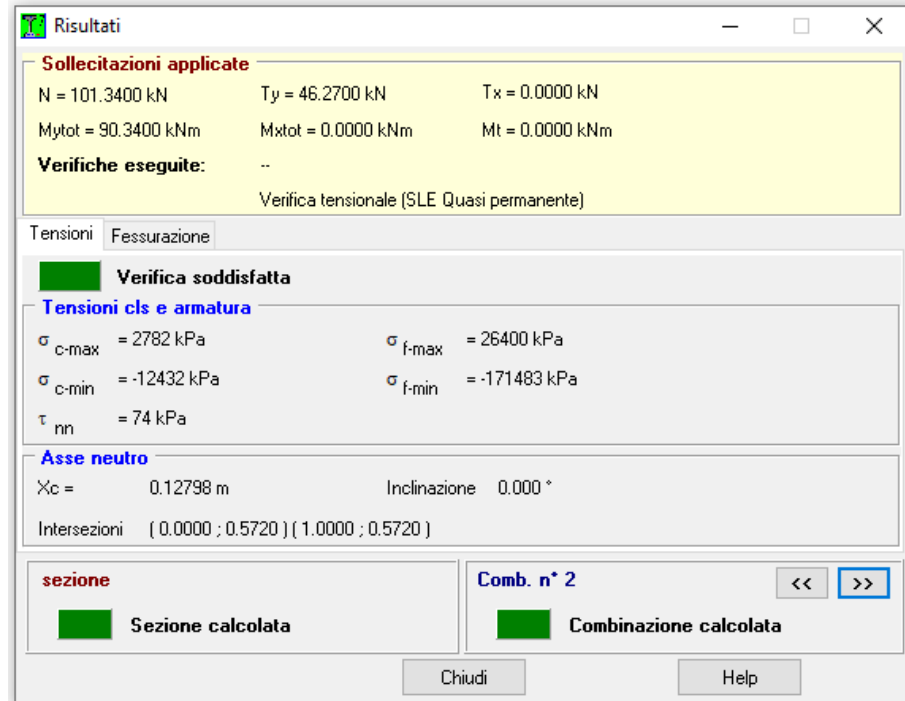 Risultati
Sollecitazioni applicate
N = 101.3400 kN Ty = 46.2700 kN Tx = 0.0000 kN
Mytot = 90.3400 kNm Mxtot = 0.0000 kNm Mt = 0.0000 kNm
Verifiche eseguite: --
Verifica tensionale (SLE Quasi permanente)
Tensioni Fessurazione
Verifica soddisfatta
Tensioni cls e armatura
σ c-max = 2782 kPa σ f-max = 26400 kPa
σ c-min = -12432 kPa σ f-min = -171483 kPa
τ nn = 74 kPa
Asse neutro
Xc = 0.12798 m Inclinazione 0.000 °
Intersezioni ( 0.0000 ; 0.5720 ) ( 1.0000 ; 0.5720 )
sezione Comb. n° 2 << >>
Sezione calcolata Combinazione calcolata
Chiudi Help